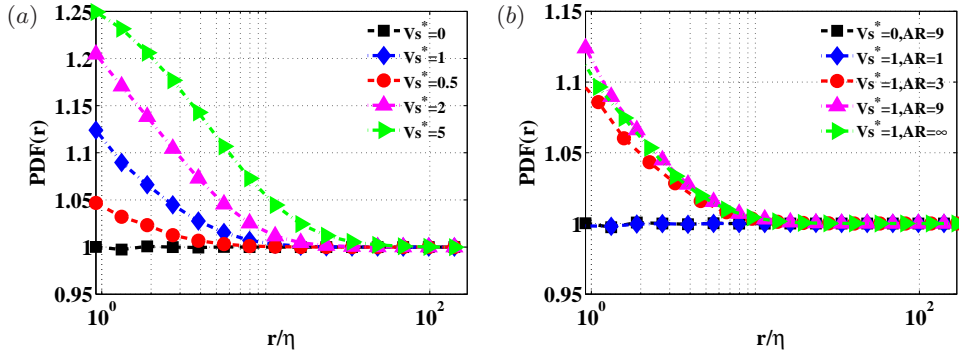 (a)
PDF(r)
1.25
1.2
1.15
1.1
1.05
1
0.95
10^0
10^2
r/η
Vs^*=0
Vs^*=1
Vs^*=0.5
Vs^*=2
Vs^*=5
(b)
PDF(r)
1.15
1.1
1.05
1
0.95
10^0
10^2
r/η
Vs^*=0,AR=9
Vs^*=1,AR=1
Vs^*=1,AR=3
Vs^*=1,AR=9
Vs^*=1,AR=∞